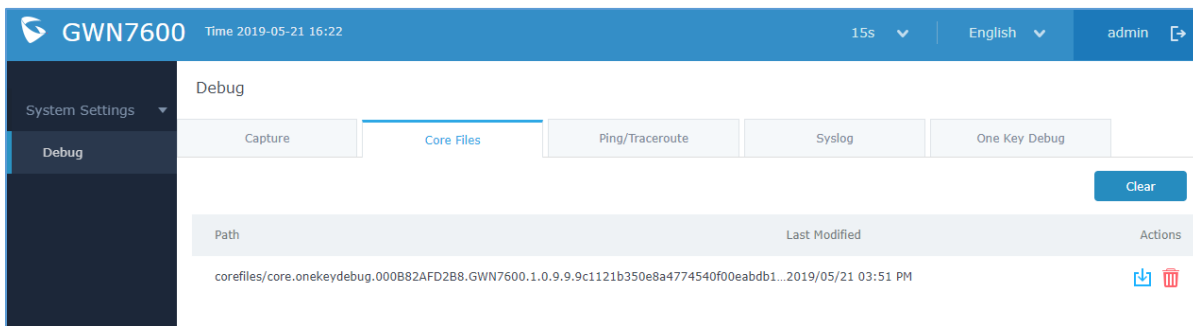 GWN7600 Time 2019-05-21 16:22 15s English admin
System Settings
Debug
Debug
Capture Core Files Ping/Traceroute Syslog One Key Debug
Clear
Path Last Modified Actions
corefiles/core.onekeydebug.000B82AFD2B8.GWN7600.1.0.9.9.9c1121b350e8a4774540f00eabdb1...2019/05/21 03:51 PM